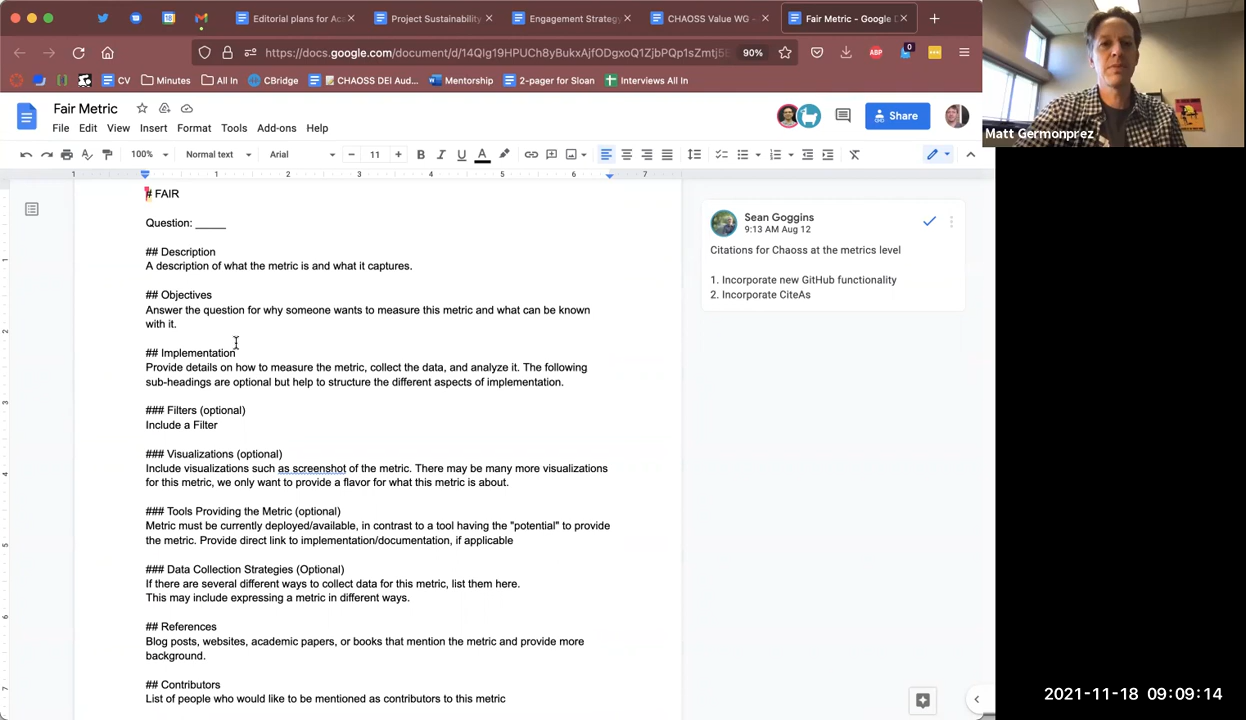 Editorial plans for Aca
Project Sustainability
Engagement Strategy
CHAOSS Value WG –
Fair Metric - Google D
https://docs.google.com/document/d/14QIg19HPUCh8yBukxAjfODgxoQ1ZjbPQp1sZmtj5
90%
ABP
0
CV
Minutes
All In
CBridge
CHAOSS DEI Aud...
Mentorship
2-pager for Sloan
Interviews All In
Fair Metric
File Edit View Insert Format Tools Add-ons Help
Share
100%
Normal text
Arial
11
B I U A
1 1 2 3 4 5 6 7
# FAIR
Question: _____
## Description
A description of what the metric is and what it captures.
## Objectives
Answer the question for why someone wants to measure this metric and what can be known
with it.
## Implementation
Provide details on how to measure the metric, collect the data, and analyze it. The following
sub-headings are optional but help to structure the different aspects of implementation.
### Filters (optional)
Include a Filter
### Visualizations (optional)
Include visualizations such as screenshot of the metric. There may be many more visualizations
for this metric, we only want to provide a flavor for what this metric is about.
### Tools Providing the Metric (optional)
Metric must be currently deployed/available, in contrast to a tool having the "potential" to provide
the metric. Provide direct link to implementation/documentation, if applicable
### Data Collection Strategies (Optional)
If there are several different ways to collect data for this metric, list them here.
This may include expressing a metric in different ways.
## References
Blog posts, websites, academic papers, or books that mention the metric and provide more
background.
## Contributors
List of people who would like to be mentioned as contributors to this metric
Sean Goggins
9:13 AM Aug 12
Citations for Chaoss at the metrics level
1. Incorporate new GitHub functionality
2. Incorporate CiteAs
Matt Germonprez
2021-11-18 09:09:14